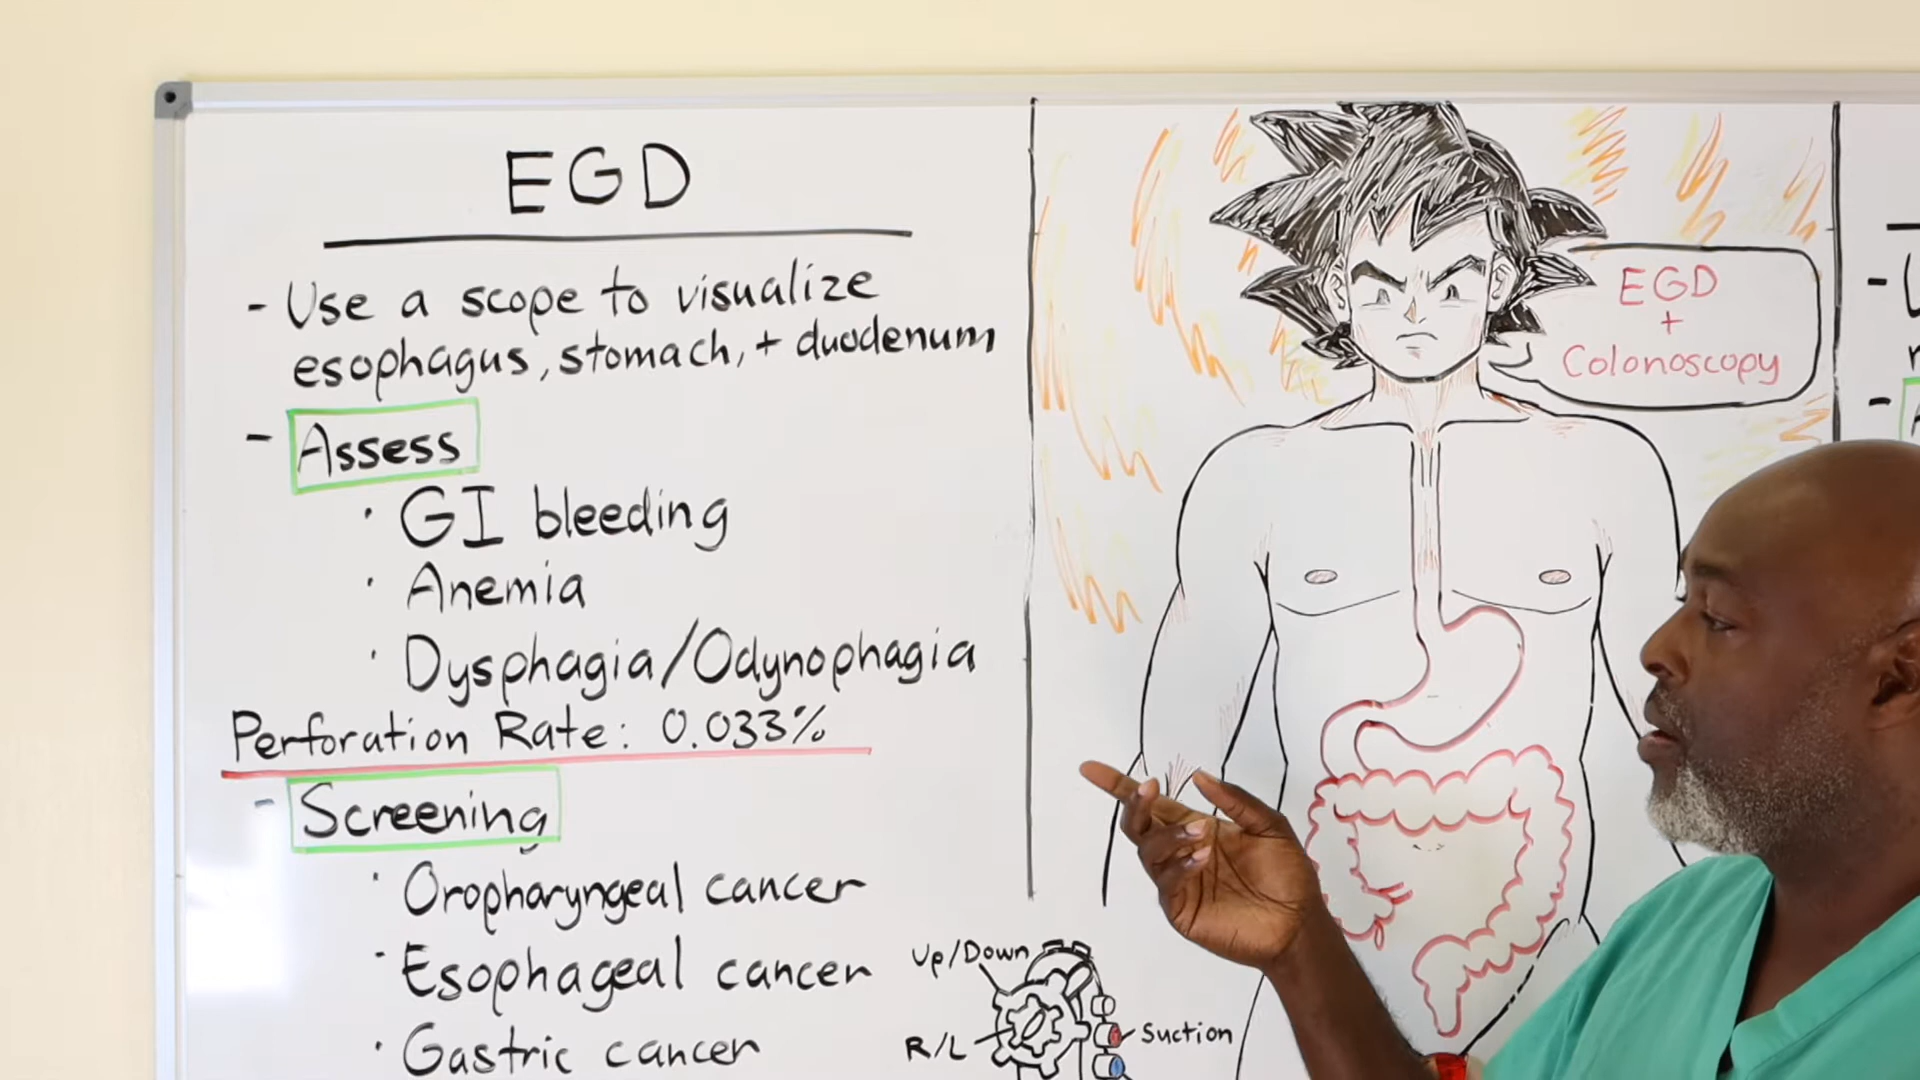 EGD
- Use a scope to visualize
esophagus, stomach, + duodenum
- Assess
· GI bleeding
· Anemia
· Dysphagia/Odynophagia
Perforation Rate: 0.033%
- Screening
· Oropharyngeal cancer
· Esophageal cancer
· Gastric cancer
EGD
+
Colonoscopy
Up/Down
R/L
Suction